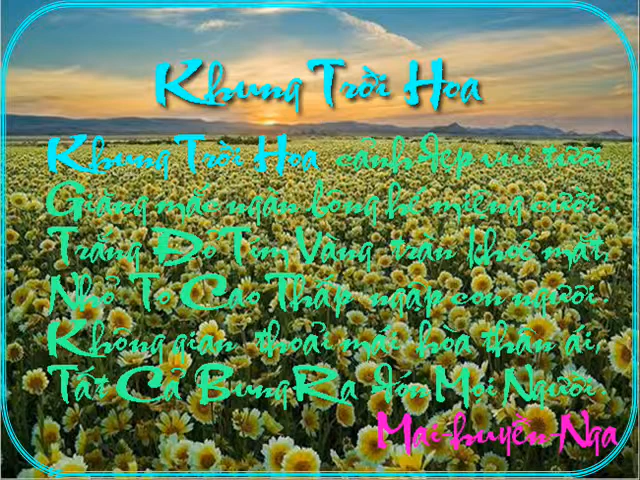 Khung Trời Hoa
Khung Trời Hoa cảnh đẹp vui tươi,
Giăng mắc ngàn bông hé miệng cười.
Trắng Đỏ Tím Vàng tràn khoé mắt,
Nhỏ To Cao Thấp ngập con người.
Không gian thoải mái hòa thân ái,
Tất Cả Bung Ra Đón Mọi Người
Mai-huyền-Nga